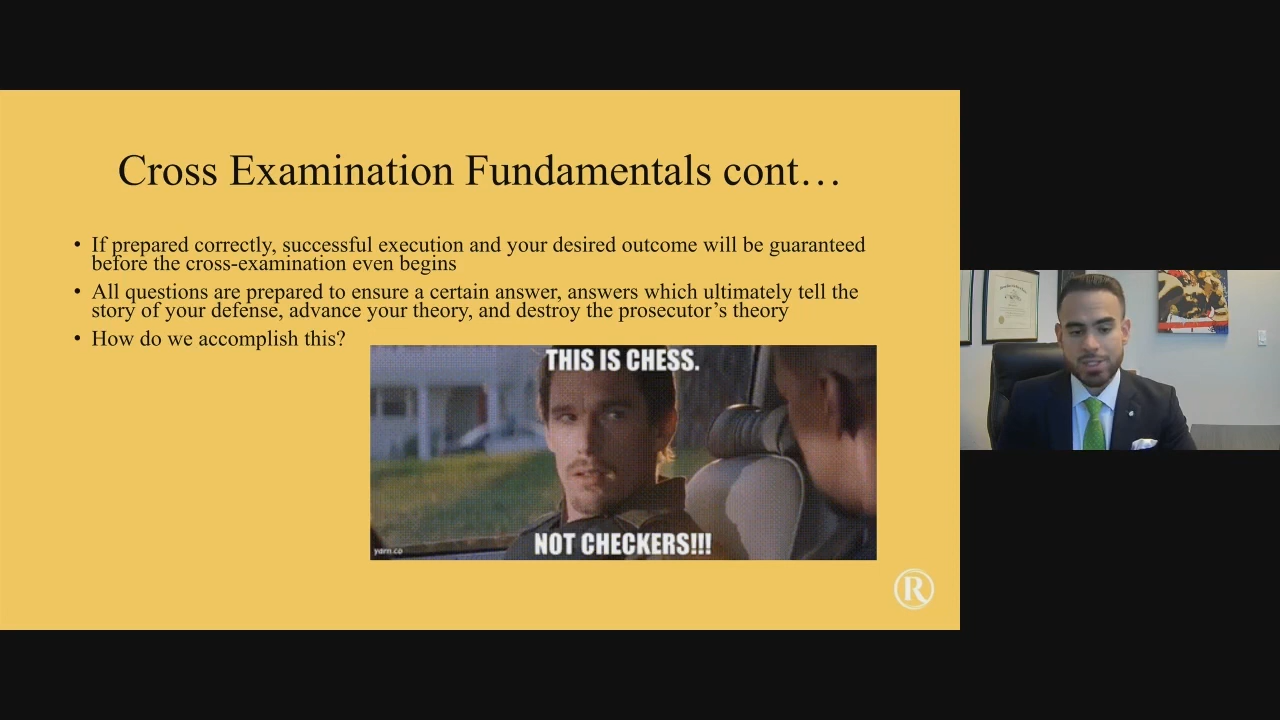 Cross Examination Fundamentals cont…
• If prepared correctly, successful execution and your desired outcome will be guaranteed
before the cross-examination even begins
• All questions are prepared to ensure a certain answer, answers which ultimately tell the
story of your defense, advance your theory, and destroy the prosecutor’s theory
• How do we accomplish this?
THIS IS CHESS.
NOT CHECKERS!!!
yarn.co
R